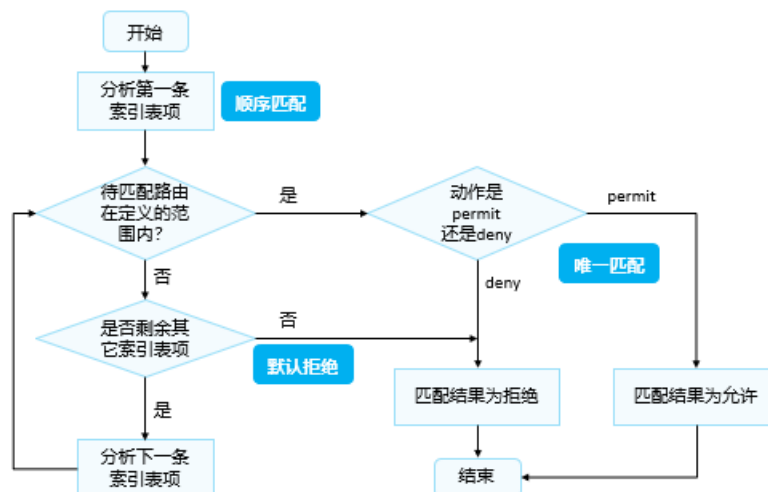 开始
分析第一条
索引表项
顺序匹配
待匹配路由
在定义的范
围内？
是
动作是
permit
还是deny
permit
唯一匹配
否
deny
是否剩余其
它索引表项
否
默认拒绝
是
匹配结果为拒绝
匹配结果为允许
分析下一条
索引表项
结束